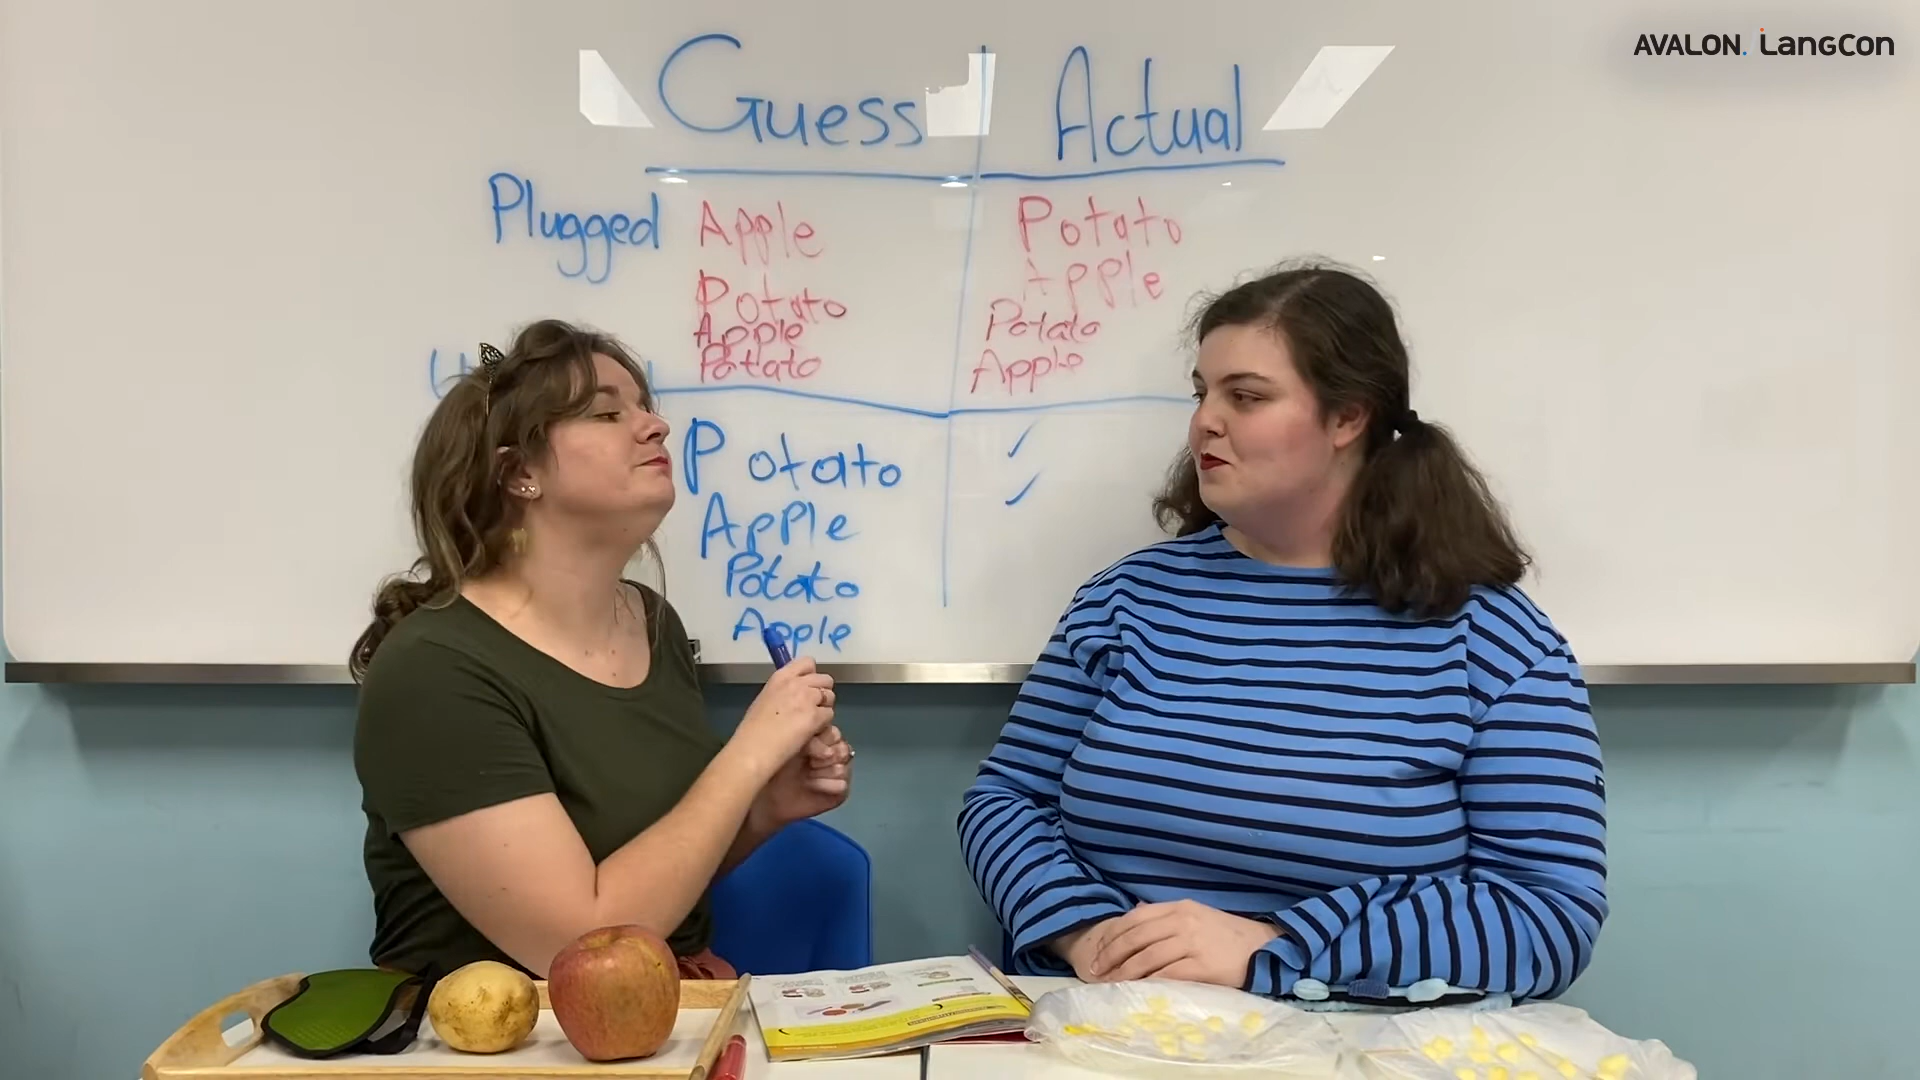 AVALON. LangCon
Guess Actual
Plugged Apple Potato
Potato Apple
Apple Potato
Potato Apple
Potato ✓
Apple ✓
Potato
Apple